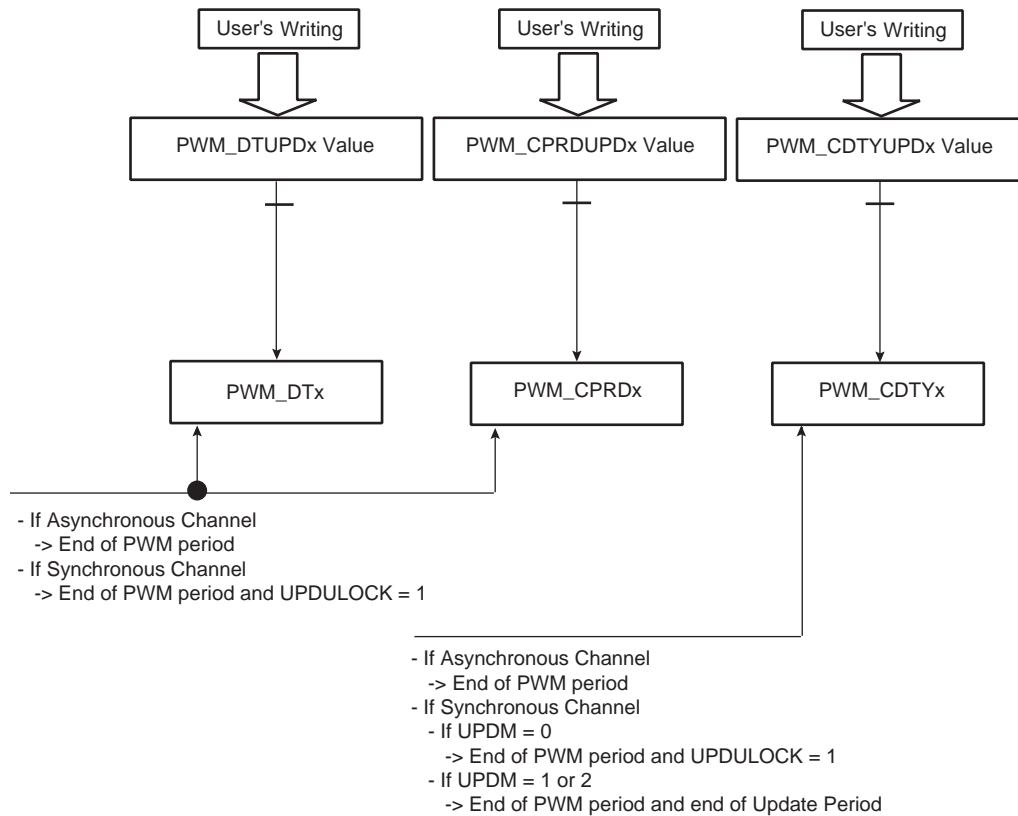 User's Writing
User's Writing
User's Writing
PWM_DTUPDx Value
PWM_CPRDUPDx Value
PWM_CDTYUPDx Value
PWM_DTx
PWM_CPRDx
PWM_CDTYx
- If Asynchronous Channel
-> End of PWM period
- If Synchronous Channel
-> End of PWM period and UPDULOCK = 1
- If Asynchronous Channel
-> End of PWM period
- If Synchronous Channel
- If UPDM = 0
-> End of PWM period and UPDULOCK = 1
- If UPDM = 1 or 2
-> End of PWM period and end of Update Period